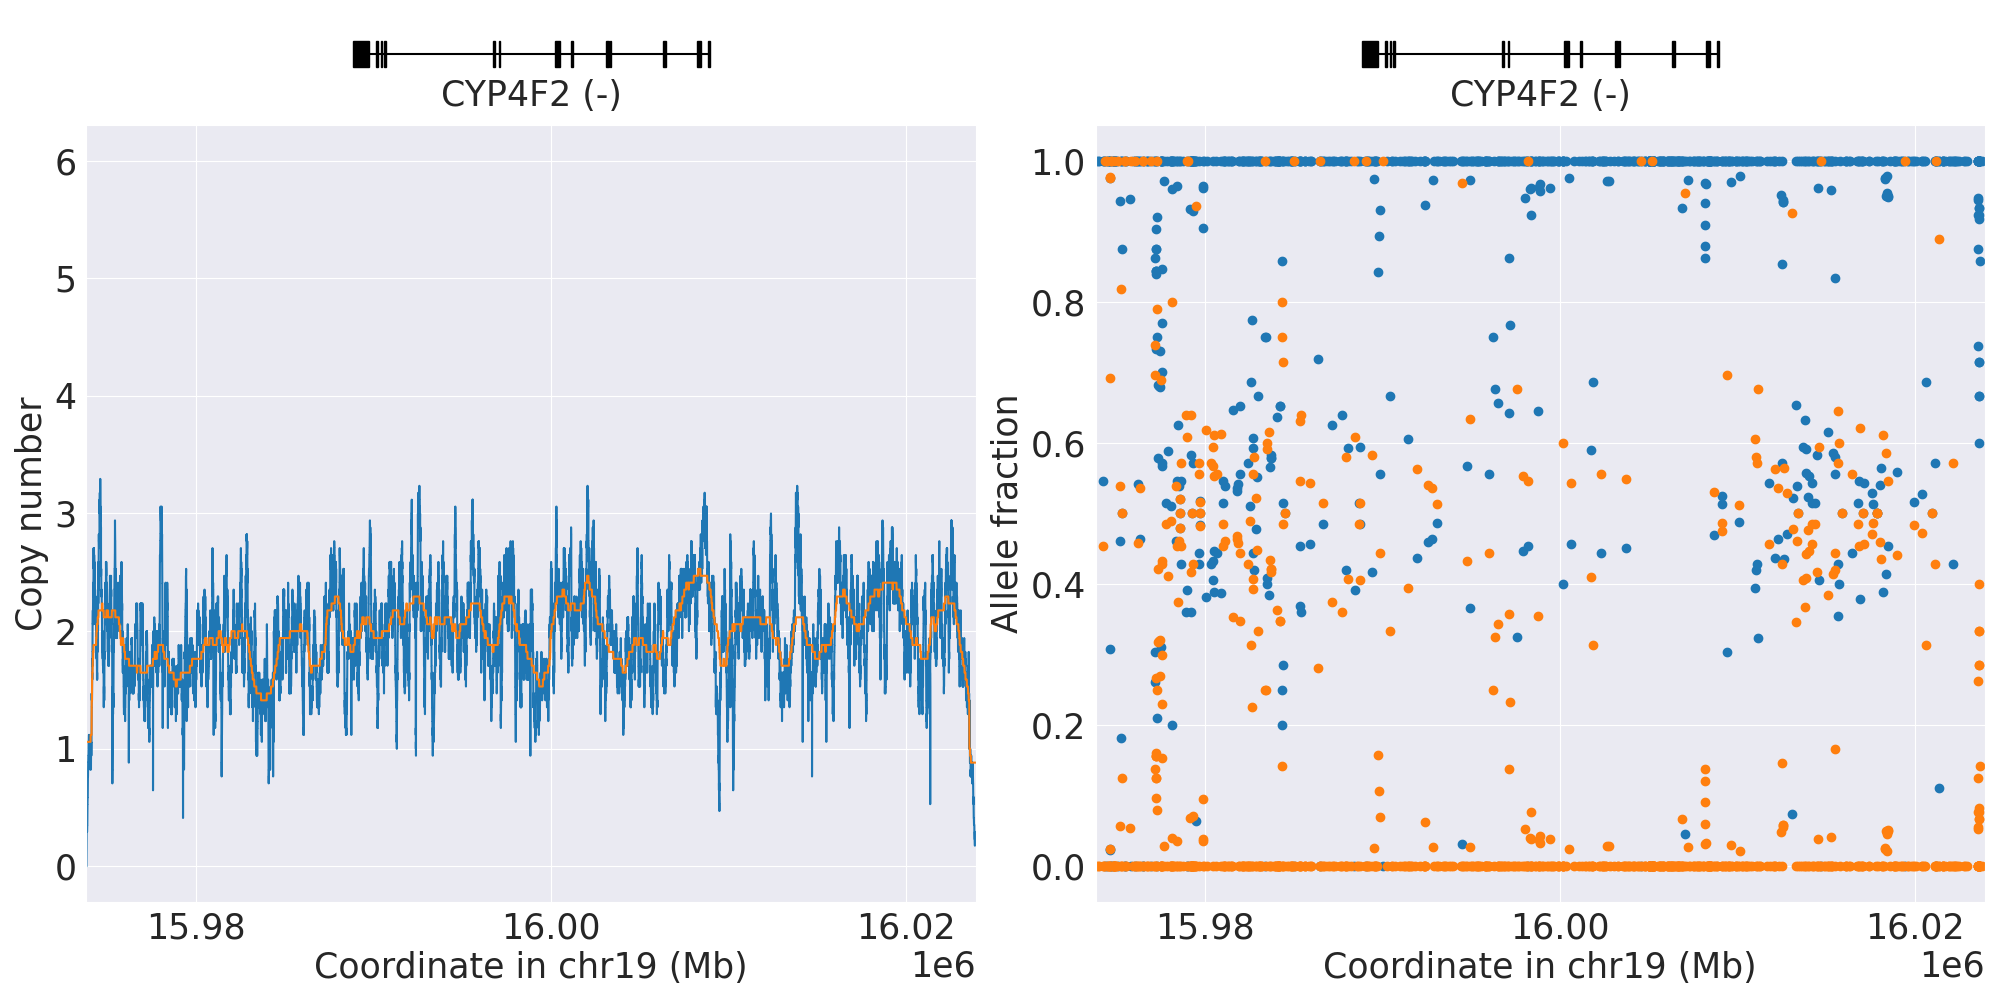 CYP4F2 (-)
6
5
4
3
2
1
0
Copy number
15.98
16.00
16.02
Coordinate in chr19 (Mb)
1e6
CYP4F2 (-)
1.0
0.8
0.6
0.4
0.2
0.0
Allele fraction
15.98
16.00
16.02
Coordinate in chr19 (Mb)
1e6